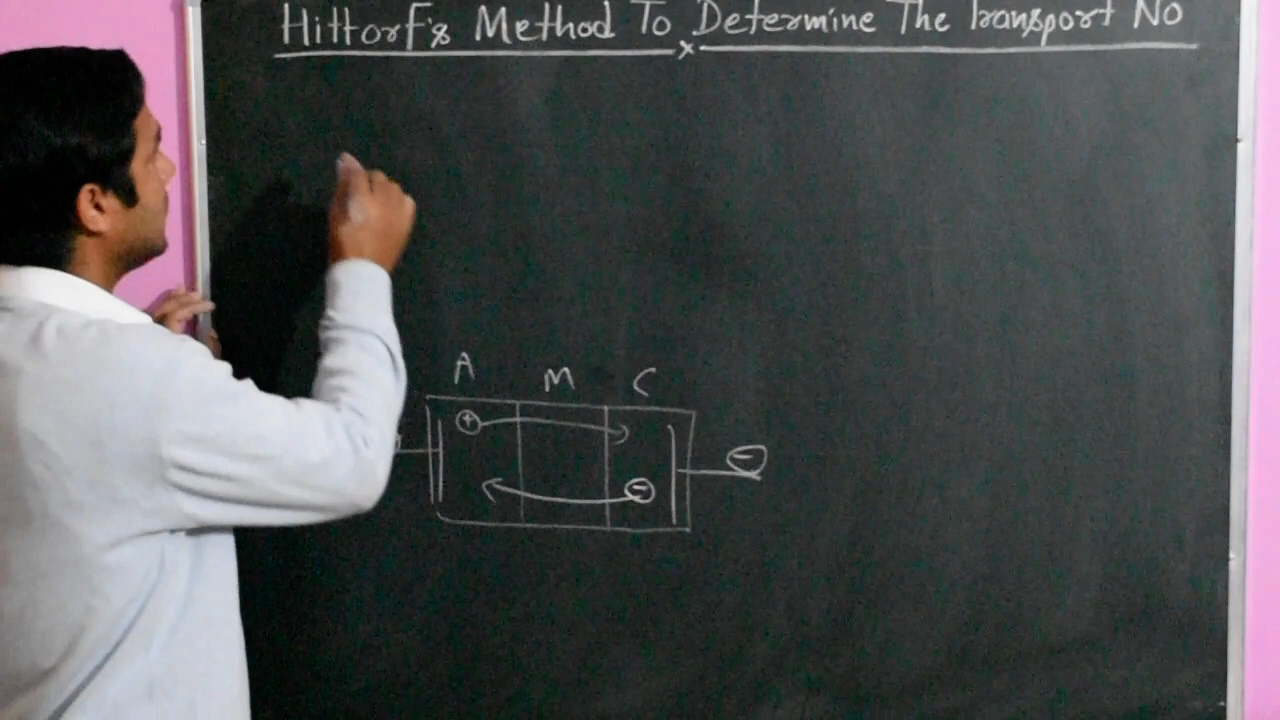 Hittorf's Method To Determine The Transport No
A M C
+
-
-